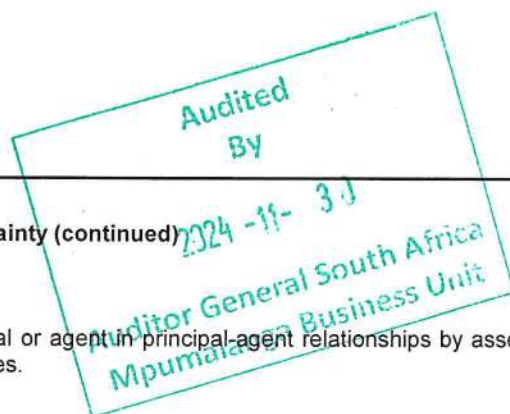 Audited
By
2024 -11- 30
ainty (continued)
Auditor General South Africa
Mpumalanga Business Unit
al or agent in principal-agent relationships by asse
es.